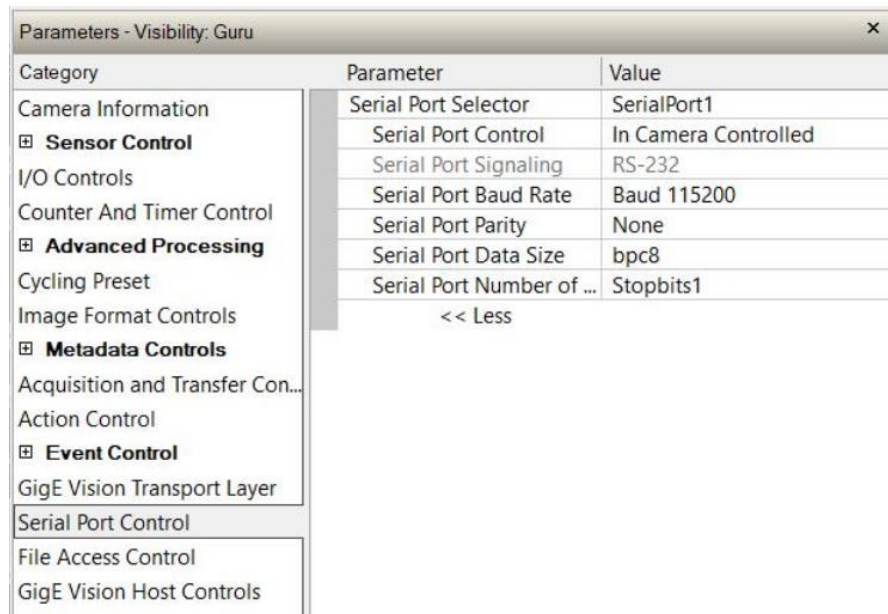 Parameters - Visibility: Guru ×
Category Parameter Value
Camera Information
Sensor Control
I/O Controls
Counter And Timer Control
Advanced Processing
Cycling Preset
Image Format Controls
Metadata Controls
Acquisition and Transfer Con...
Action Control
Event Control
GigE Vision Transport Layer
Serial Port Control
File Access Control
GigE Vision Host Controls
Serial Port Selector SerialPort1
Serial Port Control In Camera Controlled
Serial Port Signaling RS-232
Serial Port Baud Rate Baud 115200
Serial Port Parity None
Serial Port Data Size bpc8
Serial Port Number of ... Stopbits1
<< Less